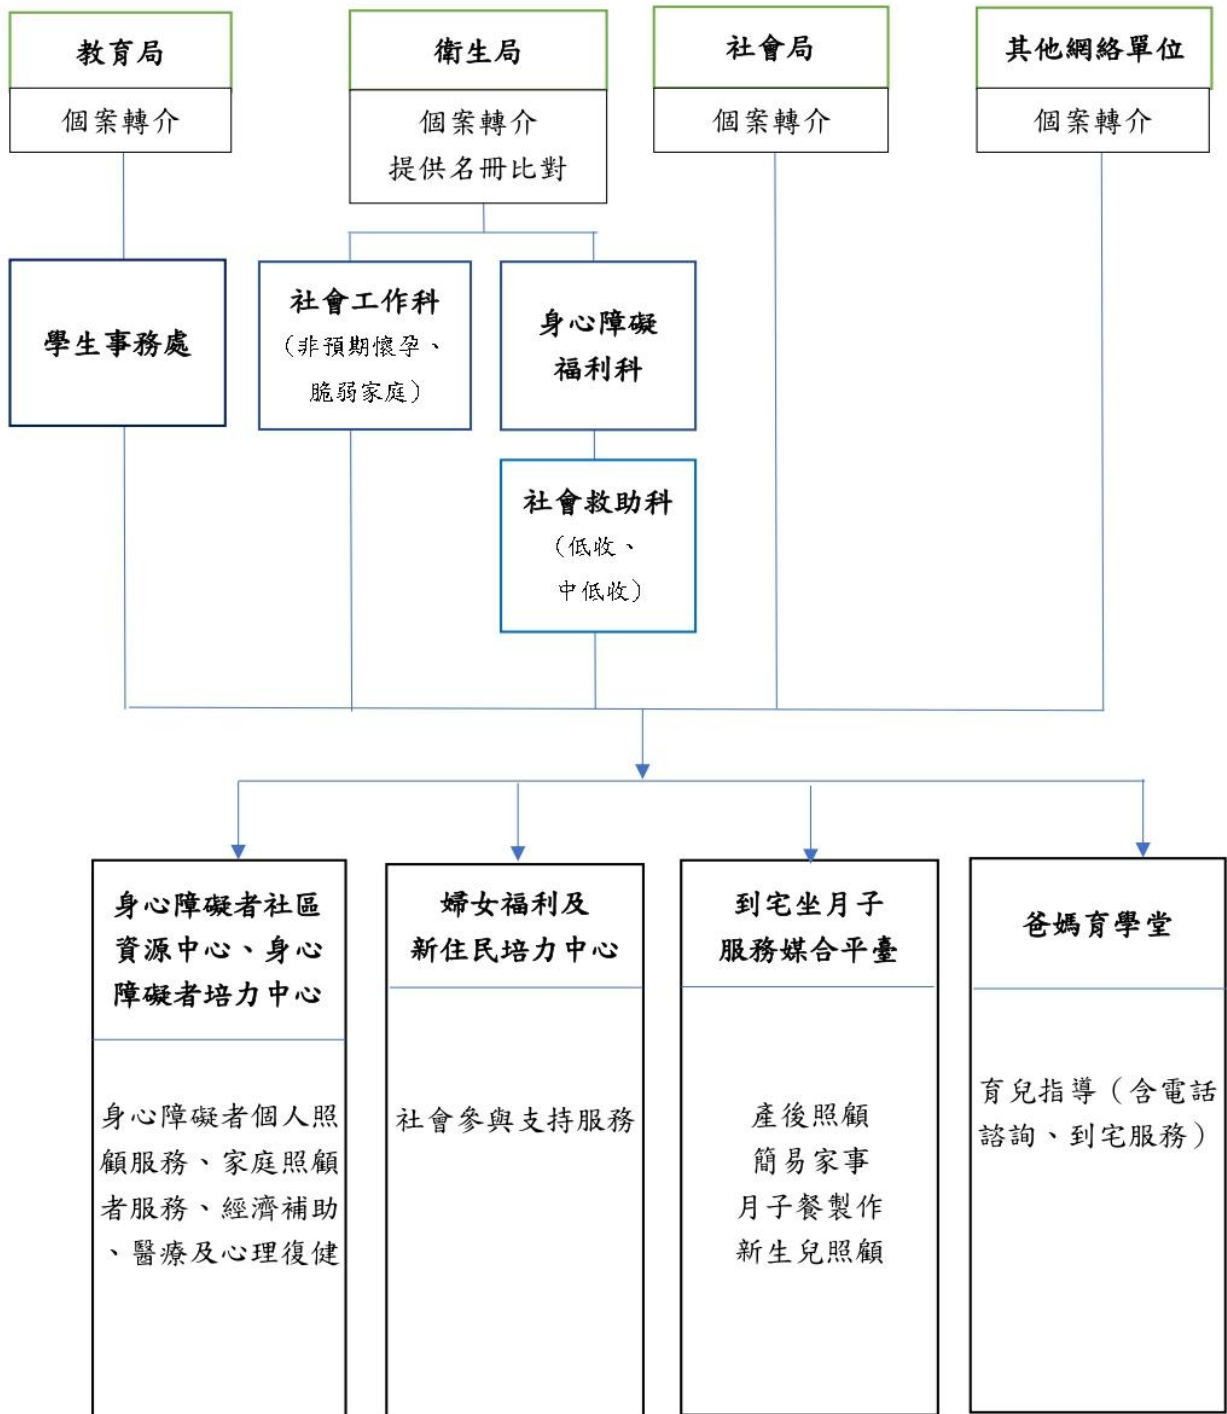 教育局
個案轉介
衛生局
個案轉介
提供名冊比對
社會局
個案轉介
其他網絡單位
個案轉介
學生事務處
社會工作科
（非預期懷孕、
脆弱家庭）
身心障礙
福利科
社會救助科
（低收、
中低收）
身心障礙者社區
資源中心、身心
障礙者培力中心
身心障礙者個人照
顧服務、家庭照顧
者服務、經濟補助
、醫療及心理復健
婦女福利及
新住民培力中心
社會參與支持服務
到宅坐月子
服務媒合平臺
產後照顧
簡易家事
月子餐製作
新生兒照顧
爸媽育學堂
育兒指導（含電話
諮詢、到宅服務）